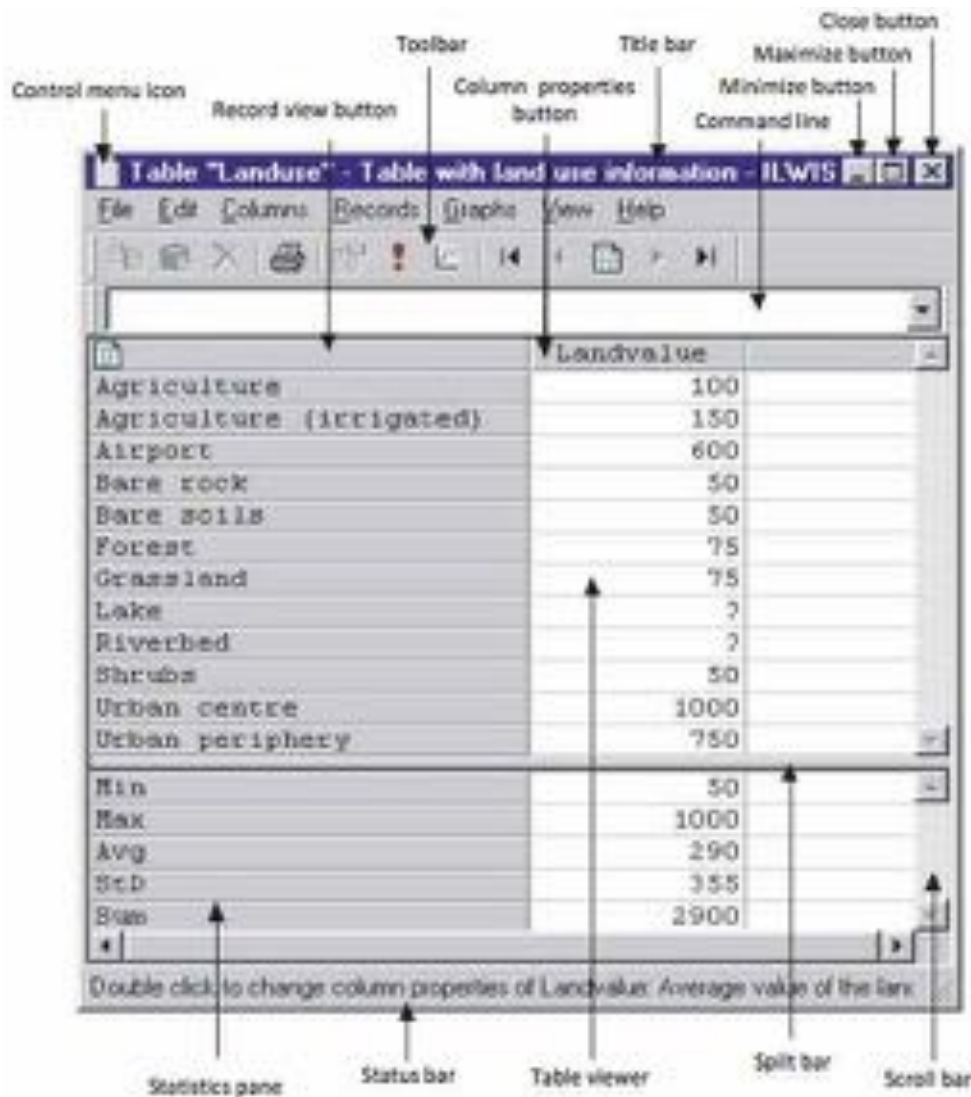 Close button
Toolbar
Title bar
Maximize button
Control menu icon
Column properties
button
Minimize button
Record view button
Command line
Table "Landuse" - Table with land use information - ILWIS
File Edit Columns Records Graphs View Help
Landvalue
Agriculture 100
Agriculture (irrigated) 150
Airport 600
Bare rock 50
Bare soils 50
Forest 75
Grassland 75
Lake ?
Riverbed ?
Shrubs 50
Urban centre 1000
Urban periphery 750
Min 50
Max 1000
Avg 290
StD 355
Sum 2900
Double click to change column properties of Landvalue: Average value of the lan
Statistics pane
Status bar
Table viewer
Split bar
Scroll bar